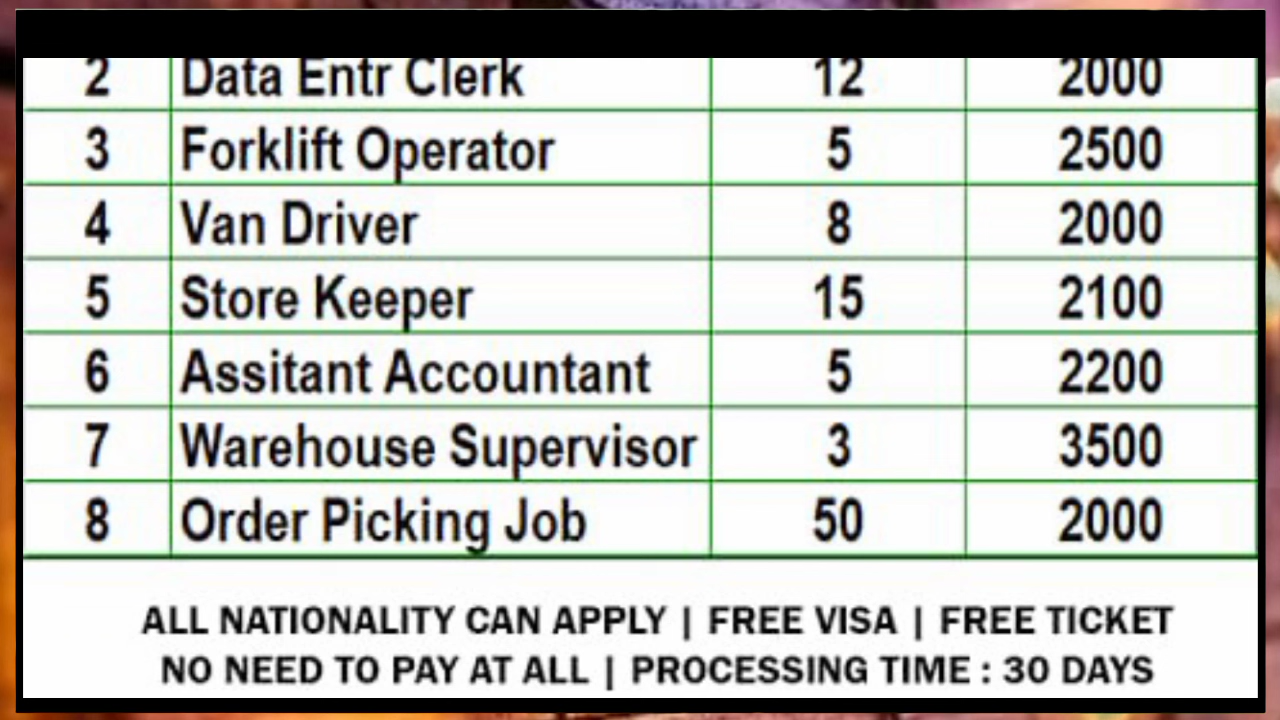 2 Data Entr Clerk 12 2000
3 Forklift Operator 5 2500
4 Van Driver 8 2000
5 Store Keeper 15 2100
6 Assitant Accountant 5 2200
7 Warehouse Supervisor 3 3500
8 Order Picking Job 50 2000
ALL NATIONALITY CAN APPLY | FREE VISA | FREE TICKET
NO NEED TO PAY AT ALL | PROCESSING TIME : 30 DAYS